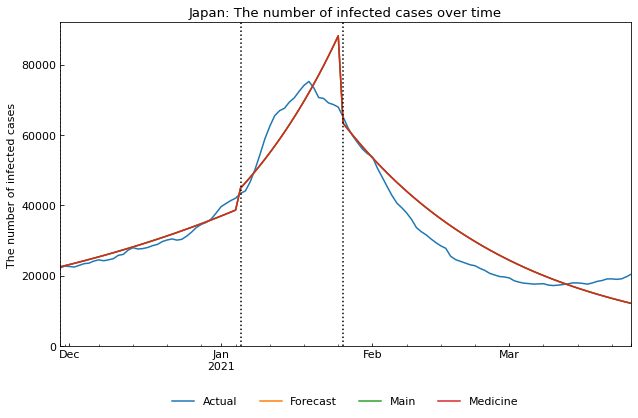 Japan: The number of infected cases over time
The number of infected cases
80000
60000
40000
20000
0
Dec
Jan
2021
Feb
Mar
Actual
Forecast
Main
Medicine